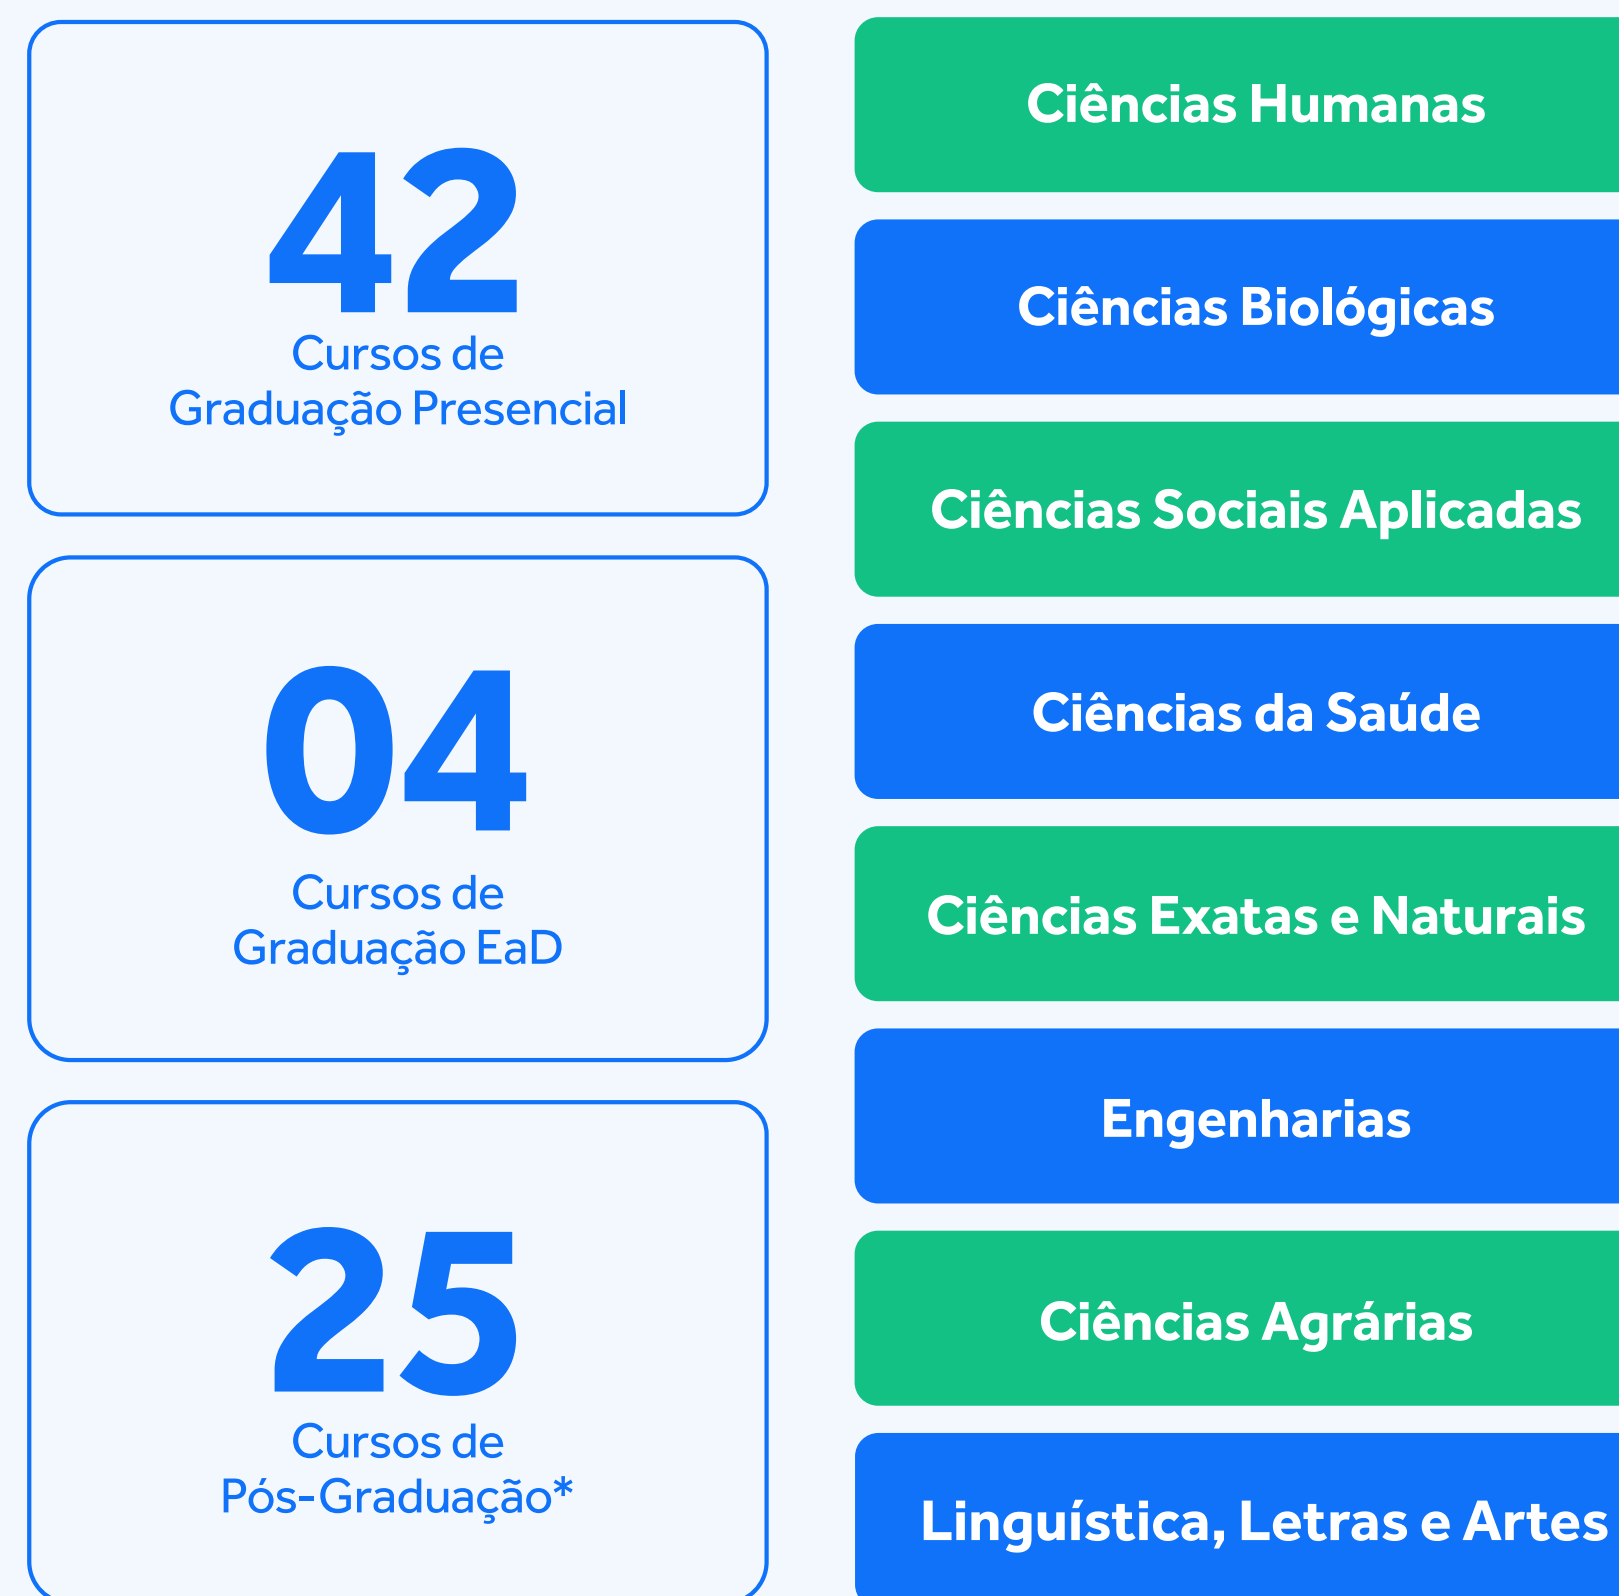 42
Cursos de
Graduação Presencial
04
Cursos de
Graduação EaD
25
Cursos de
Pós-Graduação*
Ciências Humanas
Ciências Biológicas
Ciências Sociais Aplicadas
Ciências da Saúde
Ciências Exatas e Naturais
Engenharias
Ciências Agrárias
Linguística, Letras e Artes